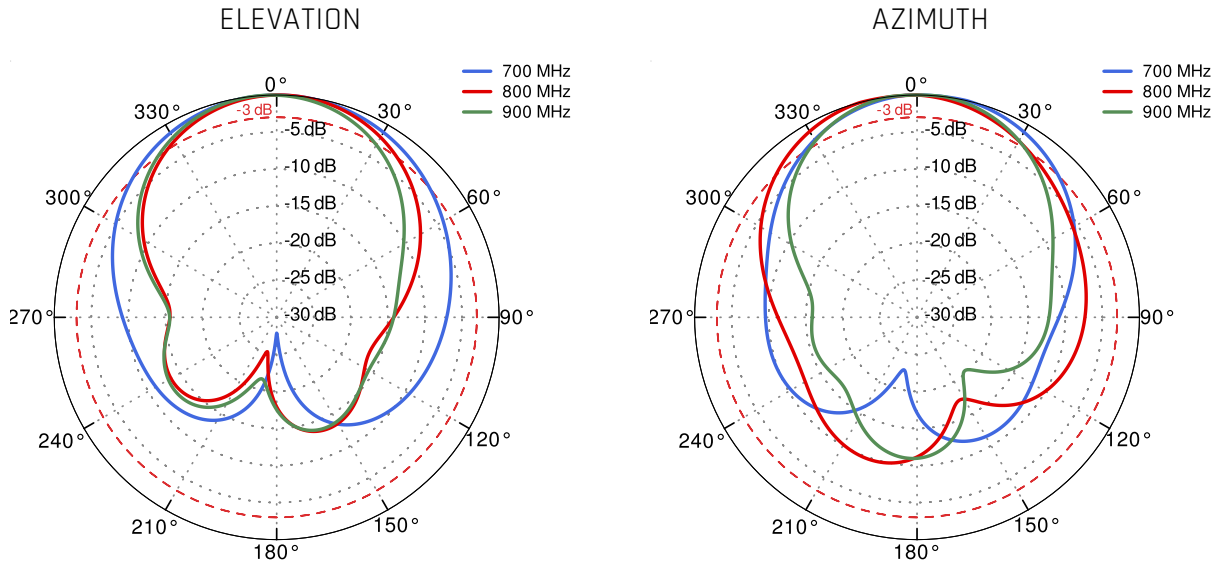 ELEVATION
700 MHz
800 MHz
900 MHz
0°
-3 dB
330°
30°
-5 dB
-10 dB
300°
60°
-15 dB
-20 dB
-25 dB
270°
-30 dB
90°
240°
120°
210°
150°
180°
AZIMUTH
700 MHz
800 MHz
900 MHz
0°
-3 dB
330°
30°
-5 dB
-10 dB
300°
60°
-15 dB
-20 dB
-25 dB
270°
-30 dB
90°
240°
120°
210°
150°
180°